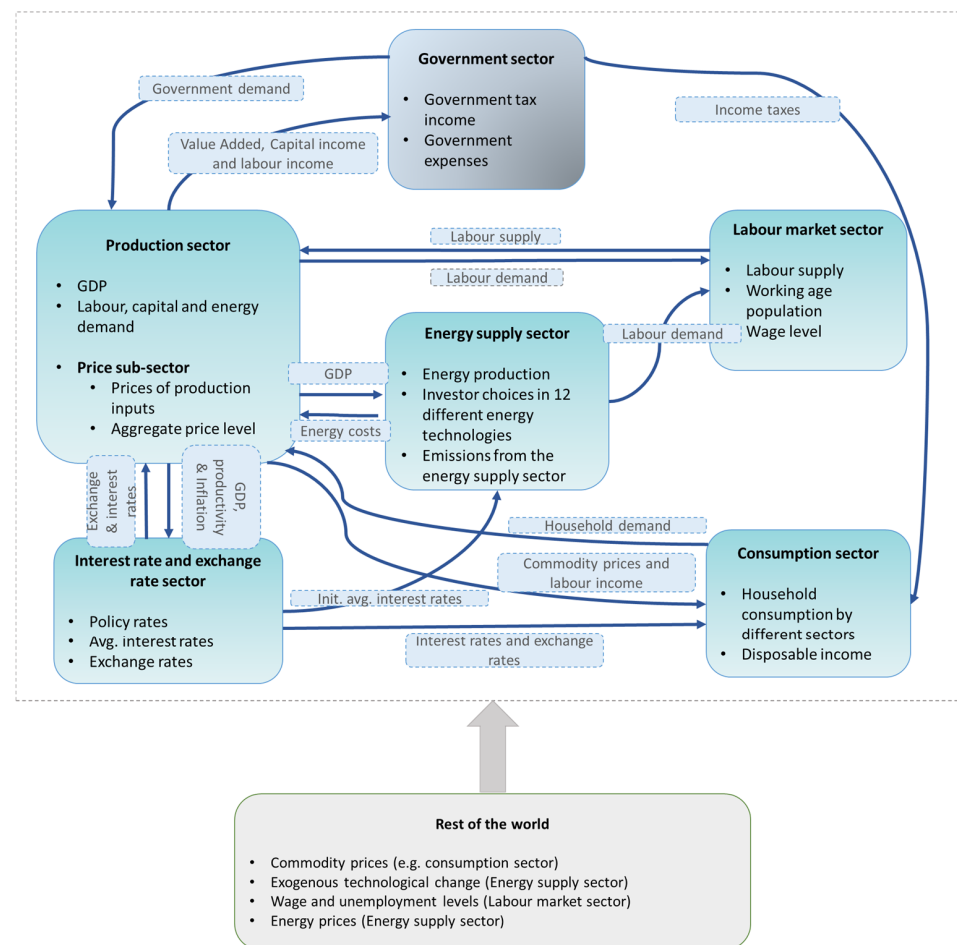 Government sector
• Government tax
income
• Government
expenses
Government demand
Income taxes
Value Added, Capital income
and labour income
Production sector
• GDP
• Labour, capital and energy
demand
• Price sub-sector
• Prices of production
inputs
• Aggregate price level
Labour supply
Labour demand
Labour market sector
• Labour supply
• Working age
population
• Wage level
Energy supply sector
• Energy production
• Investor choices in 12
different energy
technologies
• Emissions from the
energy supply sector
Labour demand
GDP
Energy costs
Exchange
& interest
rates
GDP,
productivity
& Inflation
Household demand
Commodity prices and
labour income
Interest rate and exchange
rate sector
• Policy rates
• Avg. interest rates
• Exchange rates
Init. avg. interest rates
Interest rates and exchange
rates
Consumption sector
• Household
consumption by
different sectors
• Disposable income
Rest of the world
• Commodity prices (e.g. consumption sector)
• Exogenous technological change (Energy supply sector)
• Wage and unemployment levels (Labour market sector)
• Energy prices (Energy supply sector)